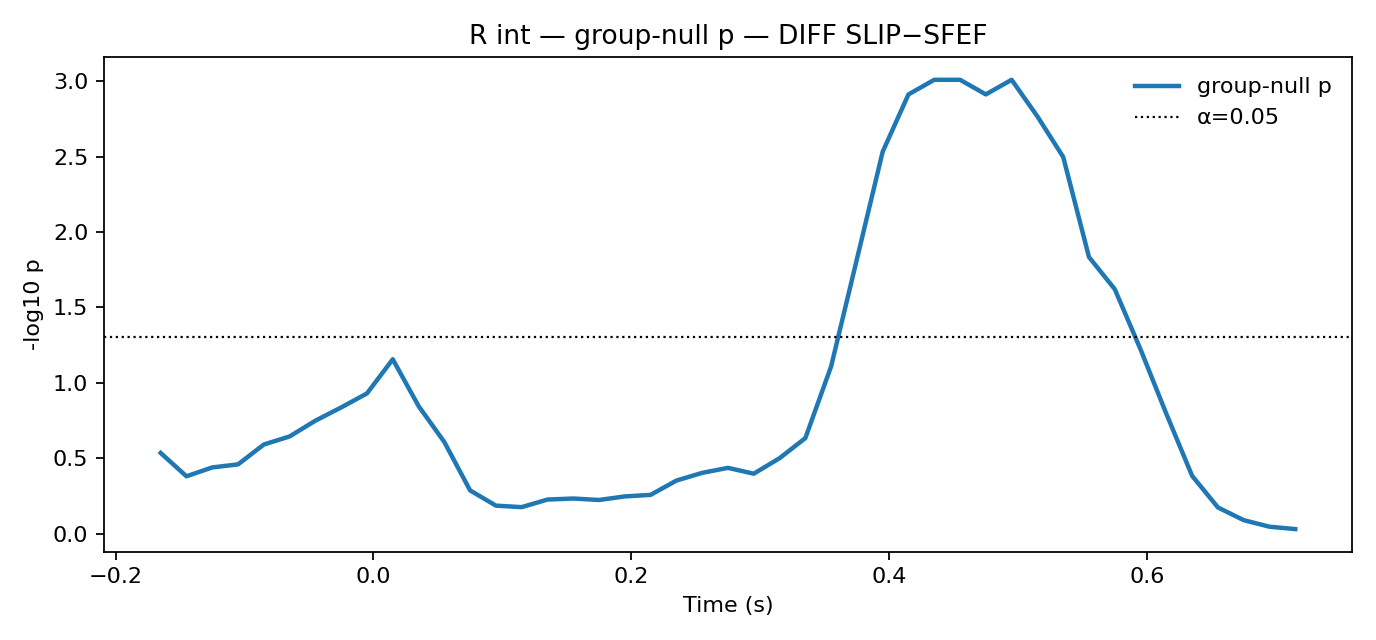 R int — group-null p — DIFF SLIP−SFEF
group-null p
α=0.05
-log10 p
3.0
2.5
2.0
1.5
1.0
0.5
0.0
−0.2 0.0 0.2 0.4 0.6
Time (s)